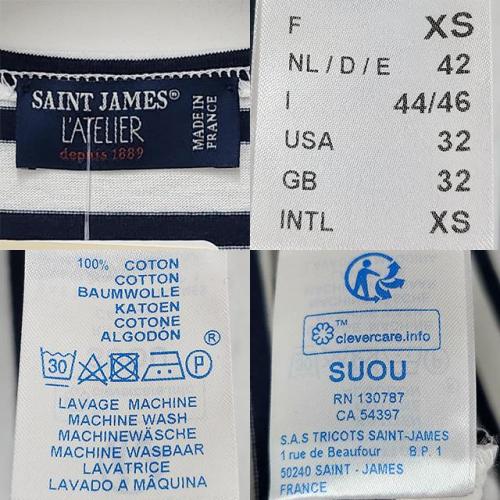 SAINT JAMES®
L'ATELIER
depuis 1889
MADE IN
FRANCE
F XS
NL / D / E 42
I 44/46
USA 32
GB 32
INTL XS
100% COTON
COTTON
BAUMWOLLE
KATOEN
COTONE
ALGODÓN
®
30 P
LAVAGE MACHINE
MACHINE WASH
MACHINEWÄSCHE
MACHINE WASBAAR
LAVATRICE
LAVADO A MÂQUINA
™
clevercare.info
SUOU
RN 130787
CA 54397
S.A.S TRICOTS SAINT-JAMES
1 rue de Beaufour B.P. 1
50240 SAINT - JAMES
FRANCE